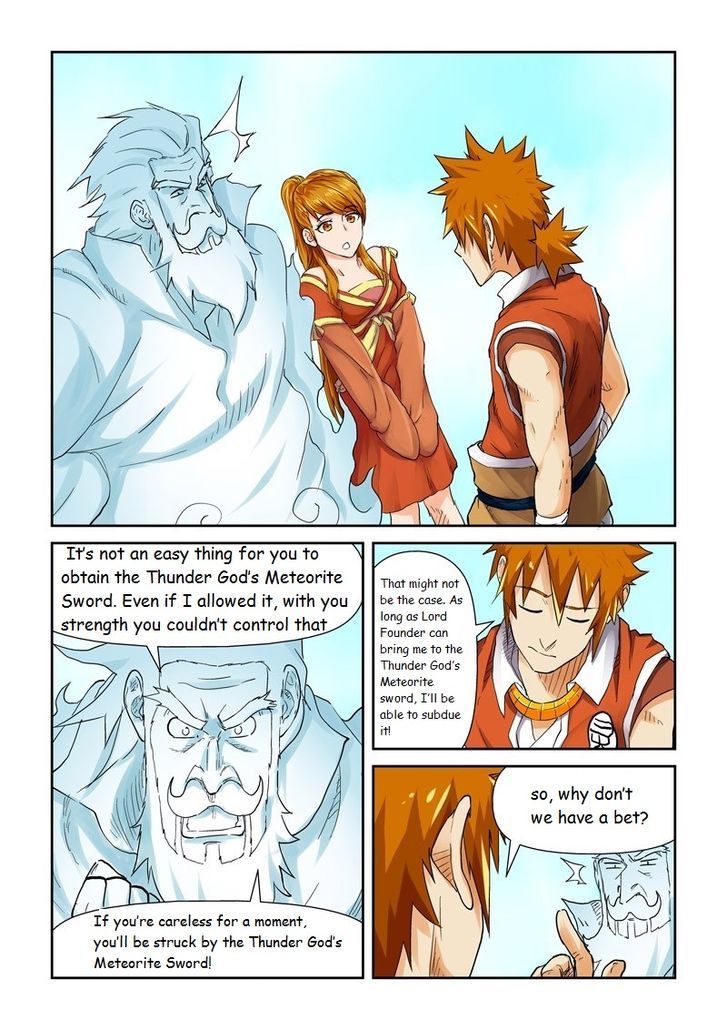 It's not an easy thing for you to
obtain the Thunder God's Meteorite
Sword. Even if I allowed it, with you
strength you couldn't control that
If you're careless for a moment,
you'll be struck by the Thunder God's
Meteorite Sword!
That might not
be the case. As
long as Lord
Founder can
bring me to the
Thunder God's
Meteorite
sword, I'll be
able to subdue
it!
so, why don't
we have a bet?